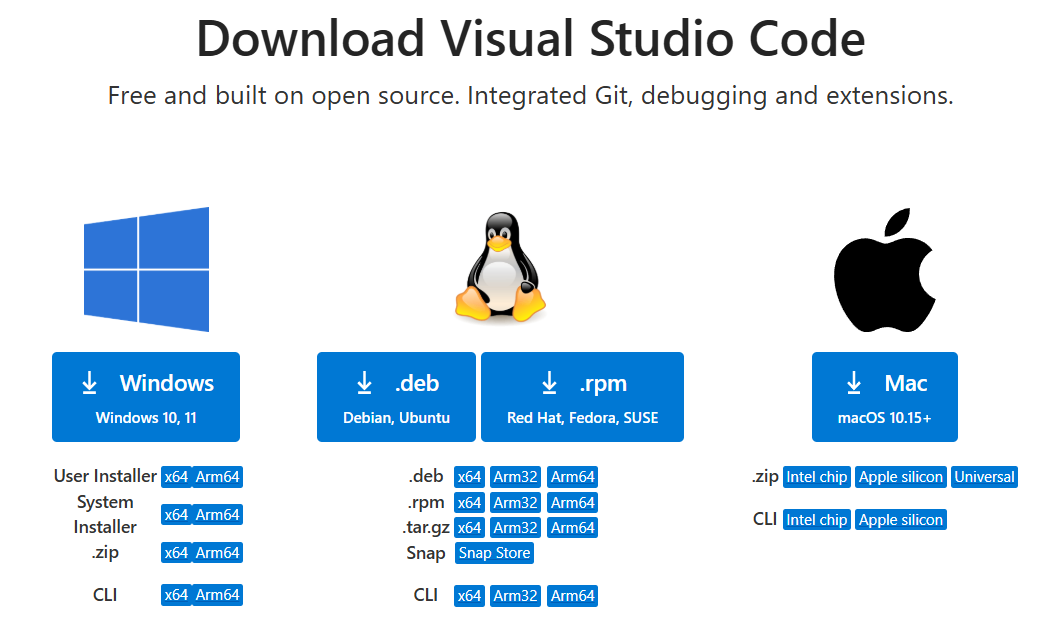 Download Visual Studio Code
Free and built on open source. Integrated Git, debugging and extensions.
Windows
Windows 10, 11
User Installer x64 Arm64
System
Installer x64 Arm64
.zip x64 Arm64
CLI x64 Arm64
.deb
Debian, Ubuntu
.rpm
Red Hat, Fedora, SUSE
.deb x64 Arm32 Arm64
.rpm x64 Arm32 Arm64
.tar.gz x64 Arm32 Arm64
Snap Snap Store
CLI x64 Arm32 Arm64
Mac
macOS 10.15+
.zip Intel chip Apple silicon Universal
CLI Intel chip Apple silicon